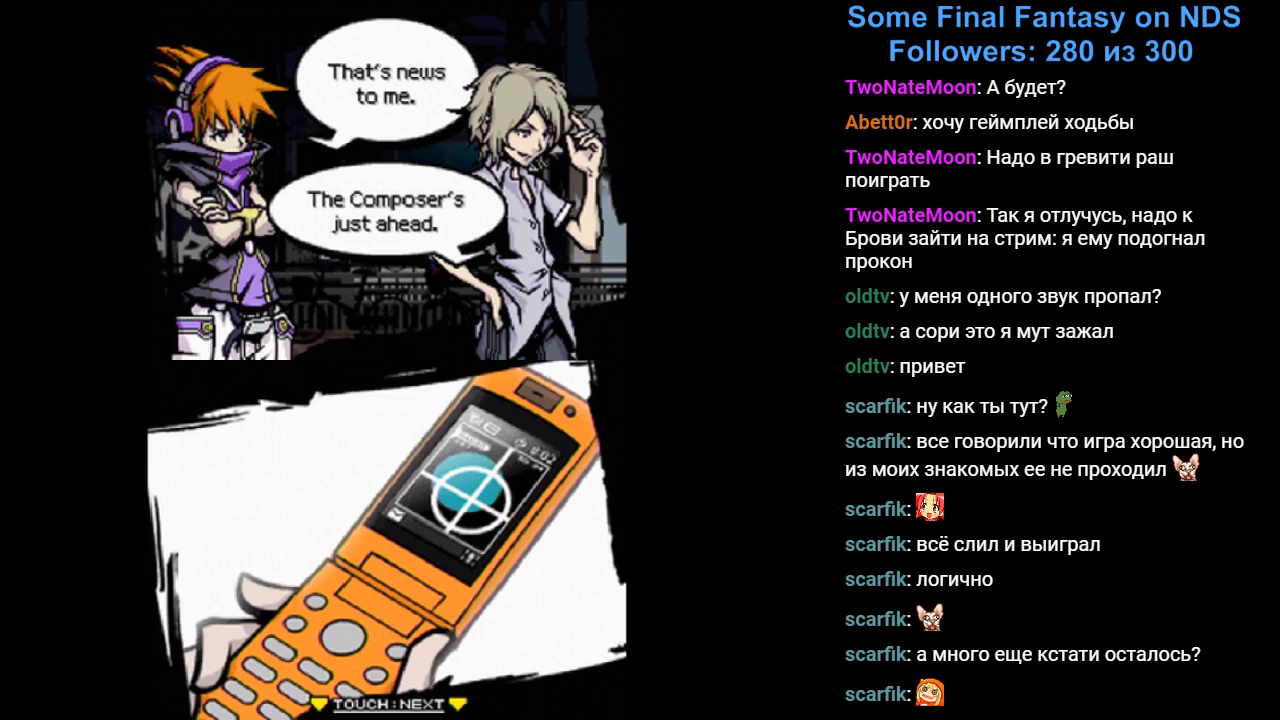 That's news
to me.
The Composer's
just ahead.
TOUCH:NEXT
Some Final Fantasy on NDS
Followers: 280 из 300
TwoNateMoon: А будет?
Abett0r: хочу геймплей ходьбы
TwoNateMoon: Надо в гревити раш
поиграть
TwoNateMoon: Так я отлучусь, надо к
Брови зайти на стрим: я ему подогнал
прокон
oldtv: у меня одного звук пропал?
oldtv: а сори это я мут зажал
oldtv: привет
scarfik: ну как ты тут?
scarfik: все говорили что игра хорошая, но
из моих знакомых ее не проходил
scarfik:
scarfik: всё слил и выиграл
scarfik: логично
scarfik:
scarfik: а много еще кстати осталось?
scarfik: